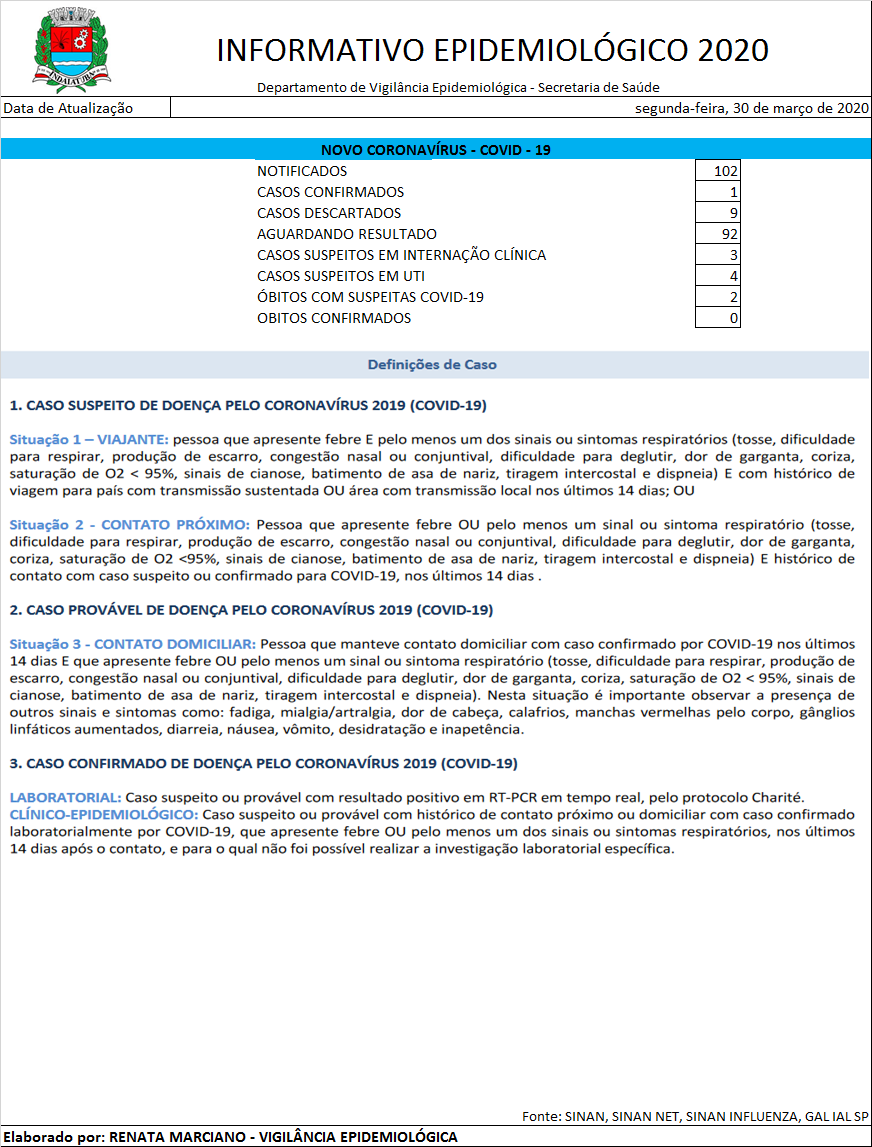 INDAIATUBA
INFORMATIVO EPIDEMIOLÓGICO 2020
Departamento de Vigilância Epidemiológica - Secretaria de Saúde
Data de Atualização segunda-feira, 30 de março de 2020
NOVO CORONAVÍRUS - COVID - 19
NOTIFICADOS 102
CASOS CONFIRMADOS 1
CASOS DESCARTADOS 9
AGUARDANDO RESULTADO 92
CASOS SUSPEITOS EM INTERNAÇÃO CLÍNICA 3
CASOS SUSPEITOS EM UTI 4
ÓBITOS COM SUSPEITAS COVID-19 2
OBITOS CONFIRMADOS 0
Definições de Caso
1. CASO SUSPEITO DE DOENÇA PELO CORONAVÍRUS 2019 (COVID-19)
Situação 1 – VIAJANTE: pessoa que apresente febre E pelo menos um dos sinais ou sintomas respiratórios (tosse, dificuldade
para respirar, produção de escarro, congestão nasal ou conjuntival, dificuldade para deglutir, dor de garganta, coriza,
saturação de O2 < 95%, sinais de cianose, batimento de asa de nariz, tiragem intercostal e dispneia) E com histórico de
viagem para país com transmissão sustentada OU área com transmissão local nos últimos 14 dias; OU
Situação 2 - CONTATO PRÓXIMO: Pessoa que apresente febre OU pelo menos um sinal ou sintoma respiratório (tosse,
dificuldade para respirar, produção de escarro, congestão nasal ou conjuntival, dificuldade para deglutir, dor de garganta,
coriza, saturação de O2 <95%, sinais de cianose, batimento de asa de nariz, tiragem intercostal e dispneia) E histórico de
contato com caso suspeito ou confirmado para COVID-19, nos últimos 14 dias .
2. CASO PROVÁVEL DE DOENÇA PELO CORONAVÍRUS 2019 (COVID-19)
Situação 3 - CONTATO DOMICILIAR: Pessoa que manteve contato domiciliar com caso confirmado por COVID-19 nos últimos
14 dias E que apresente febre OU pelo menos um sinal ou sintoma respiratório (tosse, dificuldade para respirar, produção de
escarro, congestão nasal ou conjuntival, dificuldade para deglutir, dor de garganta, coriza, saturação de O2 < 95%, sinais de
cianose, batimento de asa de nariz, tiragem intercostal e dispneia). Nesta situação é importante observar a presença de
outros sinais e sintomas como: fadiga, mialgia/artralgia, dor de cabeça, calafrios, manchas vermelhas pelo corpo, gânglios
linfáticos aumentados, diarreia, náusea, vômito, desidratação e inapetência.
3. CASO CONFIRMADO DE DOENÇA PELO CORONAVÍRUS 2019 (COVID-19)
LABORATORIAL: Caso suspeito ou provável com resultado positivo em RT-PCR em tempo real, pelo protocolo Charité.
CLÍNICO-EPIDEMIOLÓGICO: Caso suspeito ou provável com histórico de contato próximo ou domiciliar com caso confirmado
laboratorialmente por COVID-19, que apresente febre OU pelo menos um dos sinais ou sintomas respiratórios, nos últimos
14 dias após o contato, e para o qual não foi possível realizar a investigação laboratorial específica.
Fonte: SINAN, SINAN NET, SINAN INFLUENZA, GAL IAL SP
Elaborado por: RENATA MARCIANO - VIGILÂNCIA EPIDEMIOLÓGICA